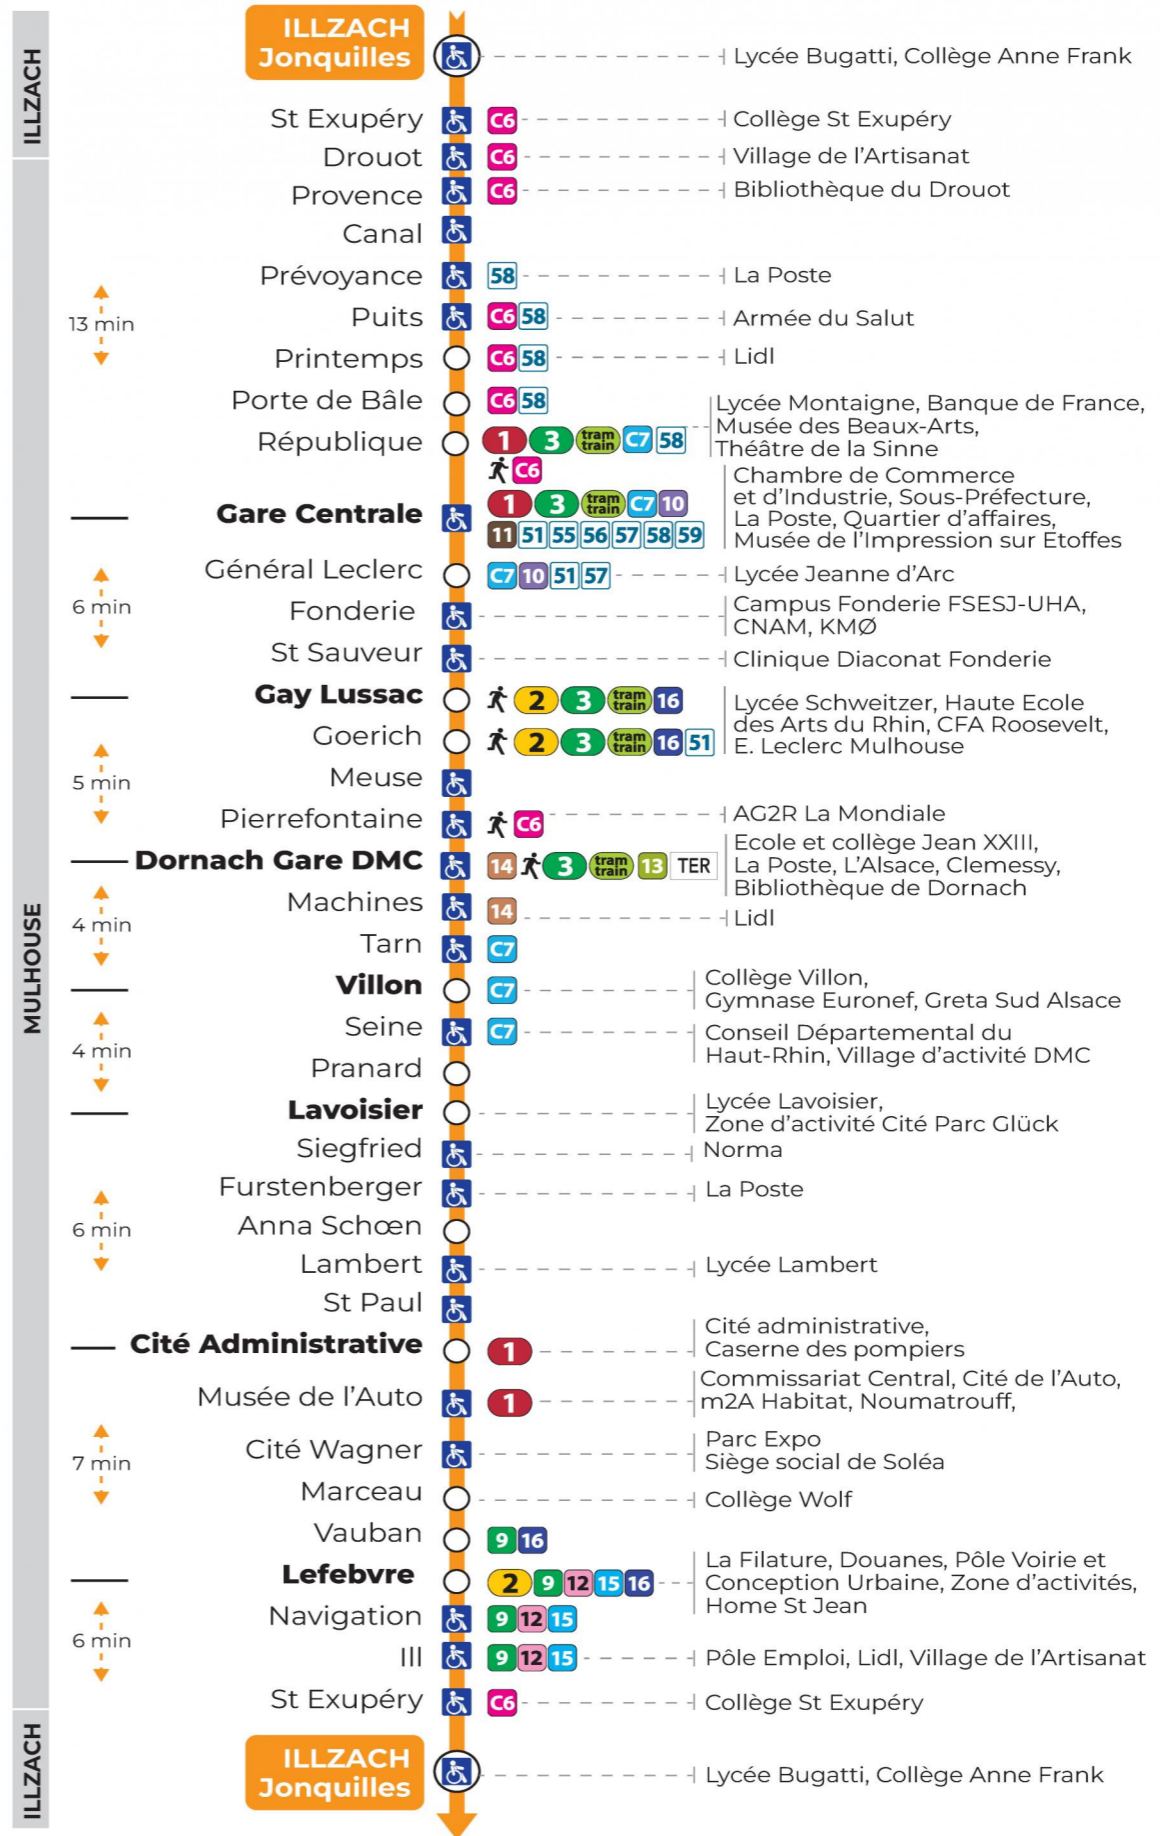 ILLZACH
Jonquilles
Lycée Bugatti, Collège Anne Frank
ILLZACH
St Exupéry C6 Collège St Exupéry
Drouot C6 Village de l'Artisanat
Provence C6 Bibliothèque du Drouot
Canal
Prévoyance 58 La Poste
13 min
Puits C6 58 Armée du Salut
Printemps C6 58 Lidl
Porte de Bâle C6 58
République 1 3 tram train C7 58
Lycée Montaigne, Banque de France,
Musée des Beaux-Arts,
Théâtre de la Sinne
C6
Gare Centrale 1 3 tram train C7 10
11 51 55 56 57 58 59
Chambre de Commerce
et d'Industrie, Sous-Préfecture,
La Poste, Quartier d'affaires,
Musée de l'Impression sur Etoffes
Général Leclerc C7 10 51 57 Lycée Jeanne d'Arc
6 min
Fonderie
Campus Fonderie FSESJ-UHA,
CNAM, KMØ
St Sauveur Clinique Diaconat Fonderie
Gay Lussac 2 3 tram train 16
Goerich 2 3 tram train 16 51
Lycée Schweitzer, Haute Ecole
des Arts du Rhin, CFA Roosevelt,
E. Leclerc Mulhouse
Meuse
5 min
Pierrefontaine C6 AG2R La Mondiale
Dornach Gare DMC 14 3 tram train 13 TER
Ecole et collège Jean XXIII,
La Poste, L'Alsace, Clemessy,
Bibliothèque de Dornach
Machines 14 Lidl
4 min
Tarn C7
MULHOUSE
Villon C7
Collège Villon,
Gymnase Euronef, Greta Sud Alsace
Seine C7
Conseil Départemental du
Haut-Rhin, Village d'activité DMC
4 min
Pranard
Lavoisier
Lycée Lavoisier,
Zone d'activité Cité Parc Glück
Siegfried Norma
Furstenberger La Poste
Anna Schœn
6 min
Lambert Lycée Lambert
St Paul
Cité Administrative 1
Cité administrative,
Caserne des pompiers
Musée de l'Auto 1
Commissariat Central, Cité de l'Auto,
m2A Habitat, Noumatrouff,
Cité Wagner
Parc Expo
Siège social de Soléa
7 min
Marceau Collège Wolf
Vauban 9 16
Lefebvre 2 9 12 15 16
La Filature, Douanes, Pôle Voirie et
Conception Urbaine, Zone d'activités,
Home St Jean
Navigation 9 12 15
6 min
Ill 9 12 15 Pôle Emploi, Lidl, Village de l'Artisanat
St Exupéry C6 Collège St Exupéry
ILLZACH
ILLZACH
Jonquilles
Lycée Bugatti, Collège Anne Frank